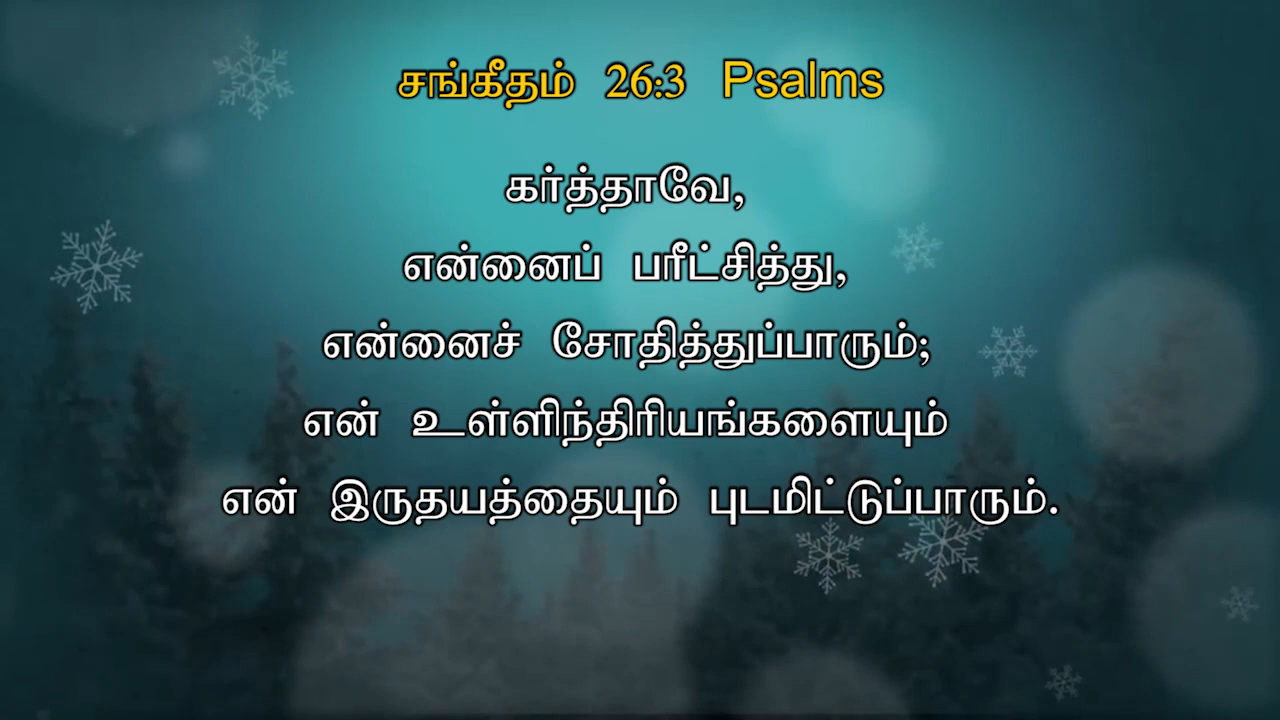 சங்கீதம் 26:3 Psalms
கர்த்தாவே,
என்னைப் பரீட்சித்து,
என்னைச் சோதித்துப்பாரும்;
என் உள்ளிந்திரியங்களையும்
என் இருதயத்தையும் புடமிட்டுப்பாரும்.